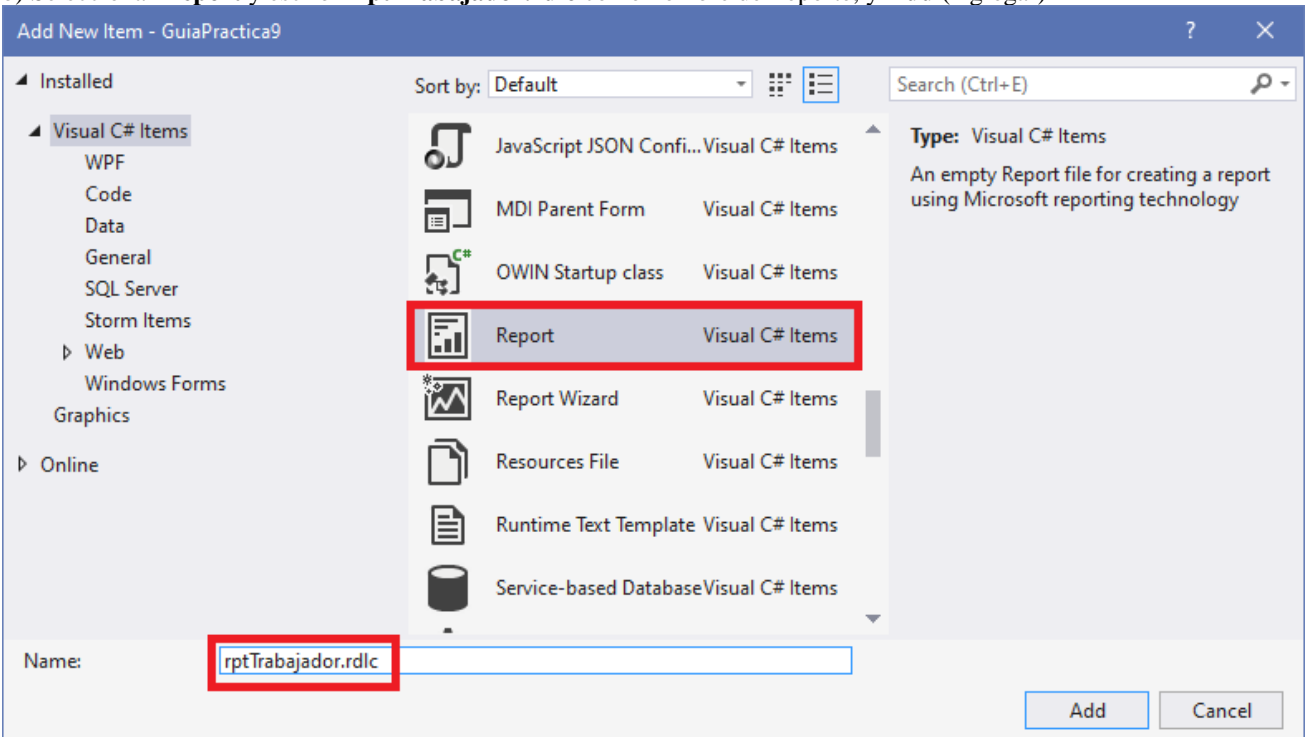 Add New Item - GuiaPractica9
?
Installed
Sort by: Default
Search (Ctrl+E)
Visual C# Items
WPF
Code
Data
General
SQL Server
Storm Items
Web
Windows Forms
Graphics
Online
JavaScript JSON Confi... Visual C# Items
MDI Parent Form Visual C# Items
C#
OWIN Startup class Visual C# Items
Report Visual C# Items
Report Wizard Visual C# Items
Resources File Visual C# Items
Runtime Text Template Visual C# Items
Service-based Database Visual C# Items
Type: Visual C# Items
An empty Report file for creating a report
using Microsoft reporting technology
Name: rptTrabajador.rdlc
Add Cancel